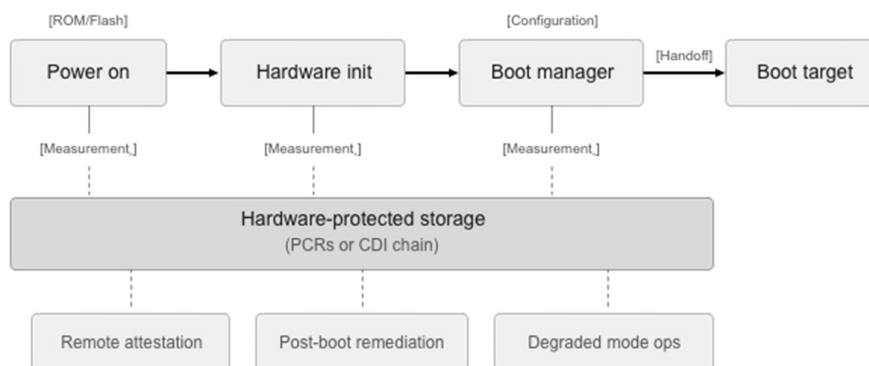 [ROM/Flash]
[Configuration]
Power on
Hardware init
Boot manager
[Handoff]
Boot target
[Measurement,]
[Measurement,]
[Measurement,]
Hardware-protected storage
(PCRs or CDI chain)
Remote attestation
Post-boot remediation
Degraded mode ops